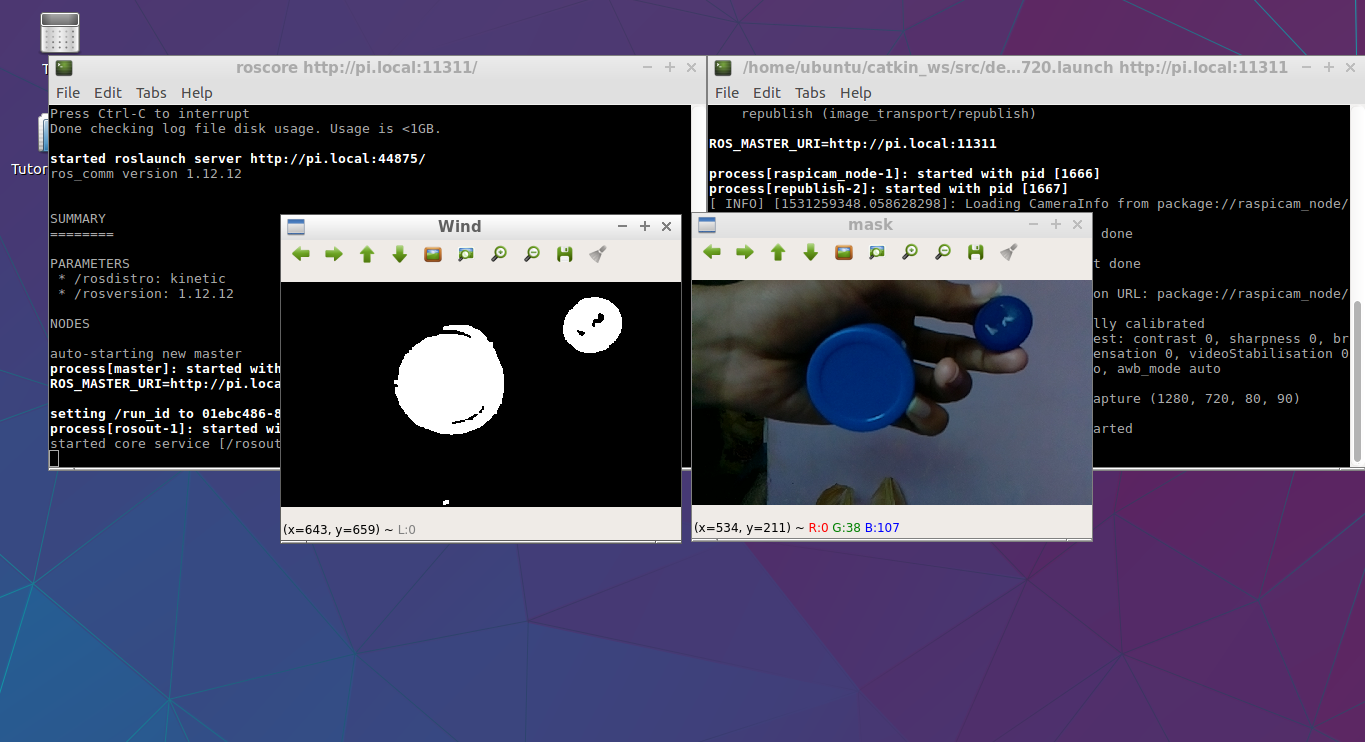 T
Tutor
roscore http://pi.local:11311/
File Edit Tabs Help
Press Ctrl-C to interrupt
Done checking log file disk usage. Usage is <1GB.
started roslaunch server http://pi.local:44875/
ros_comm version 1.12.12
SUMMARY
========
PARAMETERS
* /rosdistro: kinetic
* /rosversion: 1.12.12
NODES
auto-starting new master
process[master]: started with
ROS_MASTER_URI=http://pi.loca
setting /run_id to 01ebc486-8
process[rosout-1]: started wi
started core service [/rosout
/home/ubuntu/catkin_ws/src/de...720.launch http://pi.local:11311
File Edit Tabs Help
republish (image_transport/republish)
ROS_MASTER_URI=http://pi.local:11311
process[raspicam_node-1]: started with pid [1666]
process[republish-2]: started with pid [1667]
[ INFO] [1531259348.058628298]: Loading CameraInfo from package://raspicam_node/
done
t done
on URL: package://raspicam_node/
lly calibrated
est: contrast 0, sharpness 0, br
ensation 0, videoStabilisation 0
o, awb_mode auto
apture (1280, 720, 80, 90)
arted
Wind
(x=643, y=659) ~ L:0
mask
(x=534, y=211) ~ R:0 G:38 B:107